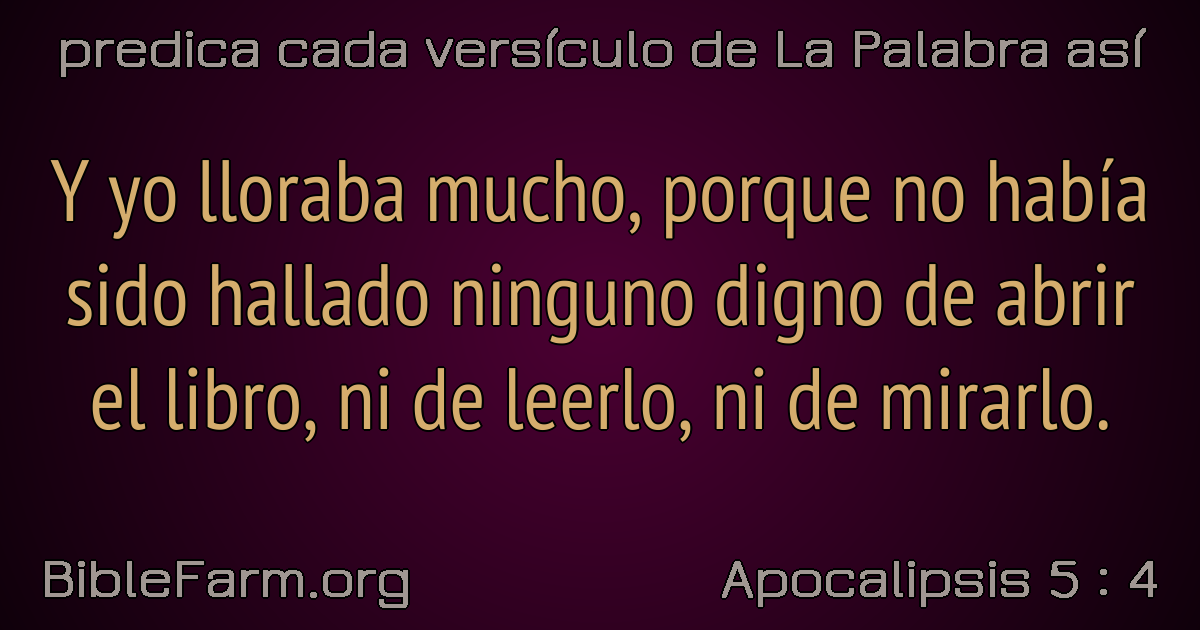 predica cada versículo de La Palabra así
Y yo lloraba mucho, porque no había
sido hallado ninguno digno de abrir
el libro, ni de leerlo, ni de mirarlo.
BibleFarm.org
Apocalipsis 5 : 4